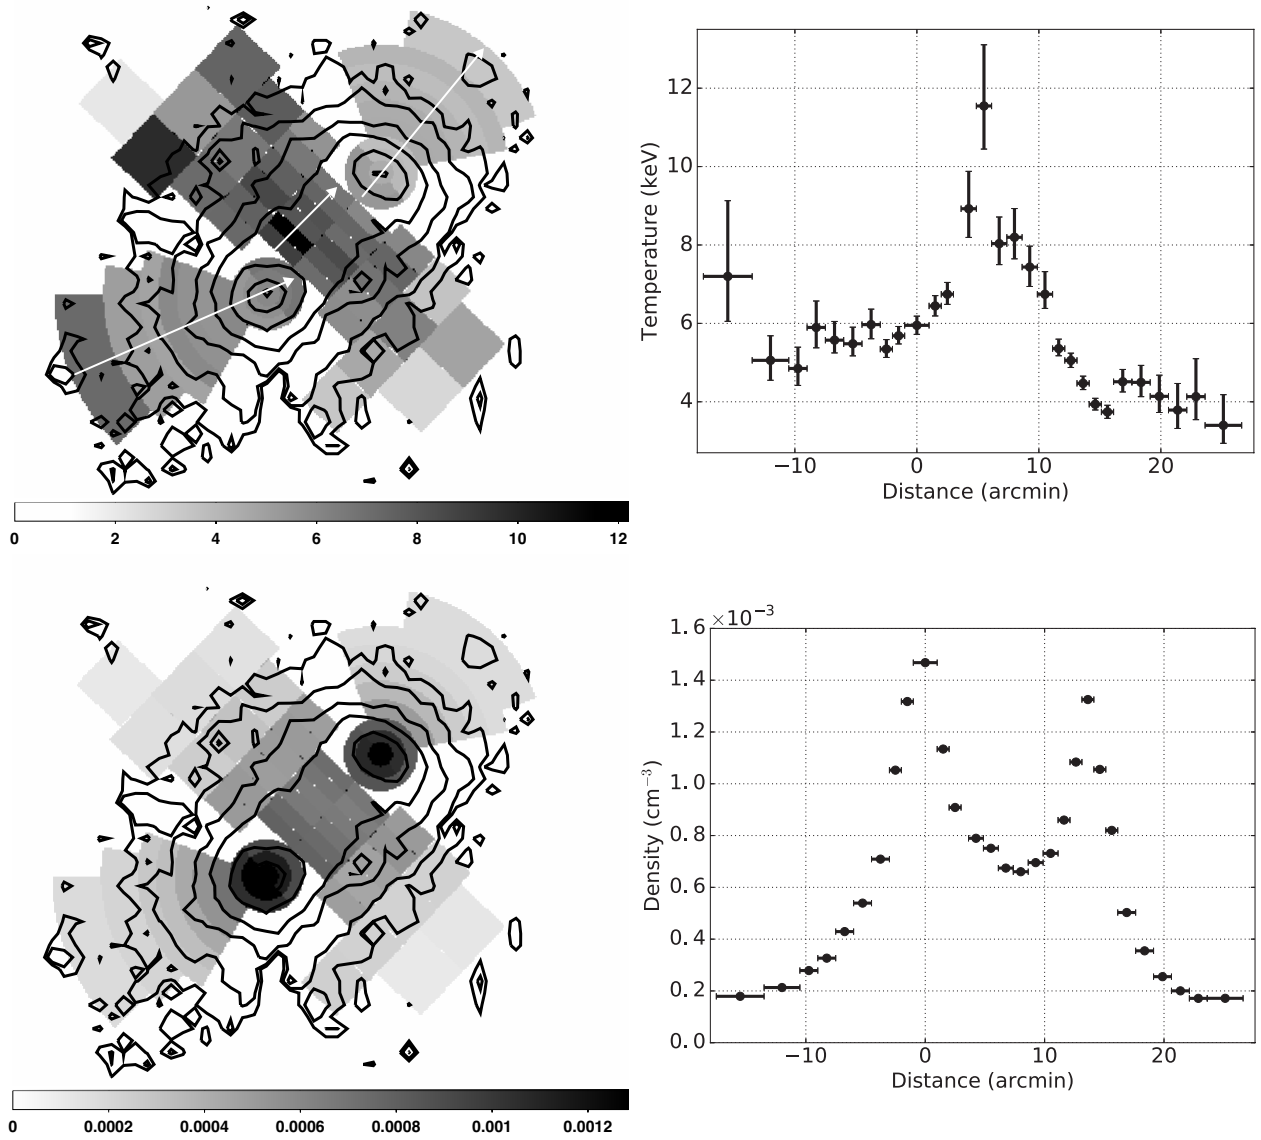 12
10
8
6
4
Temperature (keV)
−10 0 10 20
Distance (arcmin)
0 2 4 6 8 10 12
1.6 ×10⁻³
1.4
1.2
1.0
0.8
0.6
0.4
0.2
0.0
Density (cm⁻³)
−10 0 10 20
Distance (arcmin)
0 0.0002 0.0004 0.0006 0.0008 0.001 0.0012